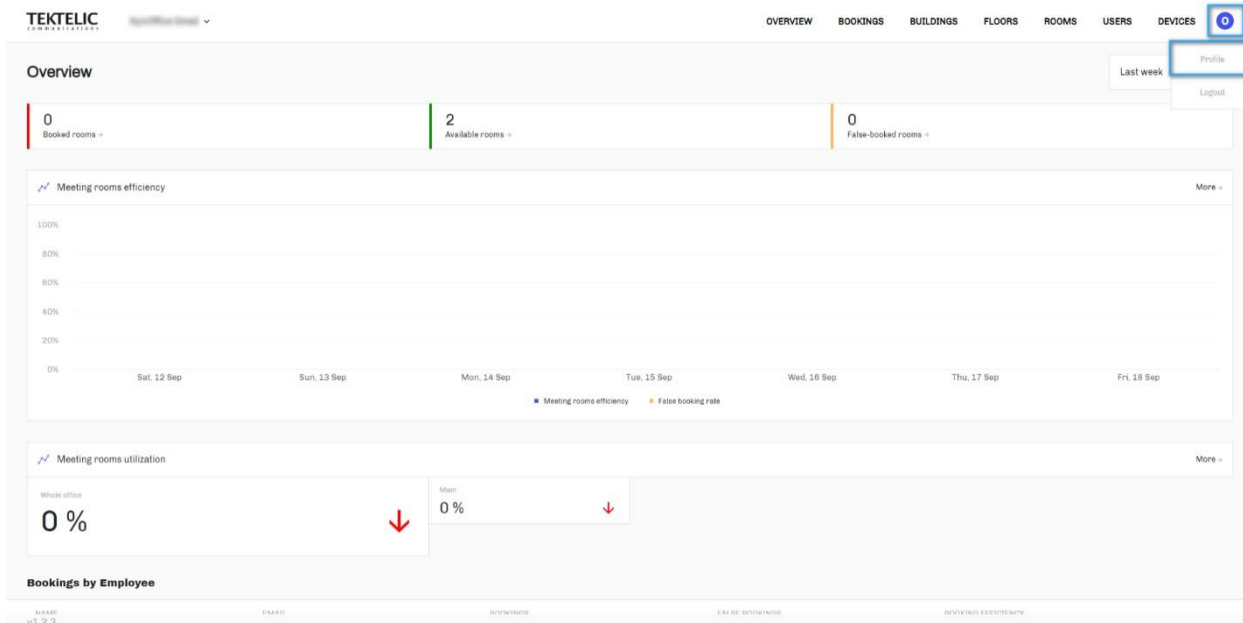 TEKTELIC
communications
OVERVIEW BOOKINGS BUILDINGS FLOORS ROOMS USERS DEVICES O
Profile
Logout
Overview
Last week
0
Booked rooms →
2
Available rooms →
0
False-booked rooms →
Meeting rooms efficiency
More →
100%
80%
60%
40%
20%
0%
Sat, 12 Sep Sun, 13 Sep Mon, 14 Sep Tue, 15 Sep Wed, 16 Sep Thu, 17 Sep Fri, 18 Sep
Meeting rooms efficiency False booking rate
Meeting rooms utilization
More →
Whole office
0 %
Main
0 %
Bookings by Employee
NAME EMAIL BOOKINGS FALSE BOOKINGS BOOKING EFFICIENCY
v1.2.3